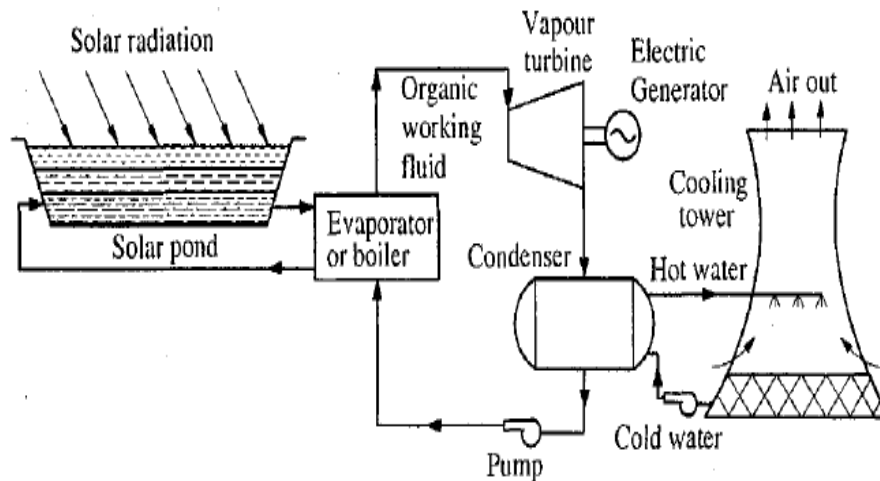 Solar radiation
Vapour
turbine
Electric
Generator
Air out
Organic
working
fluid
Cooling
tower
Solar pond
Evaporator
or boiler
Condenser
Hot water
Cold water
Pump